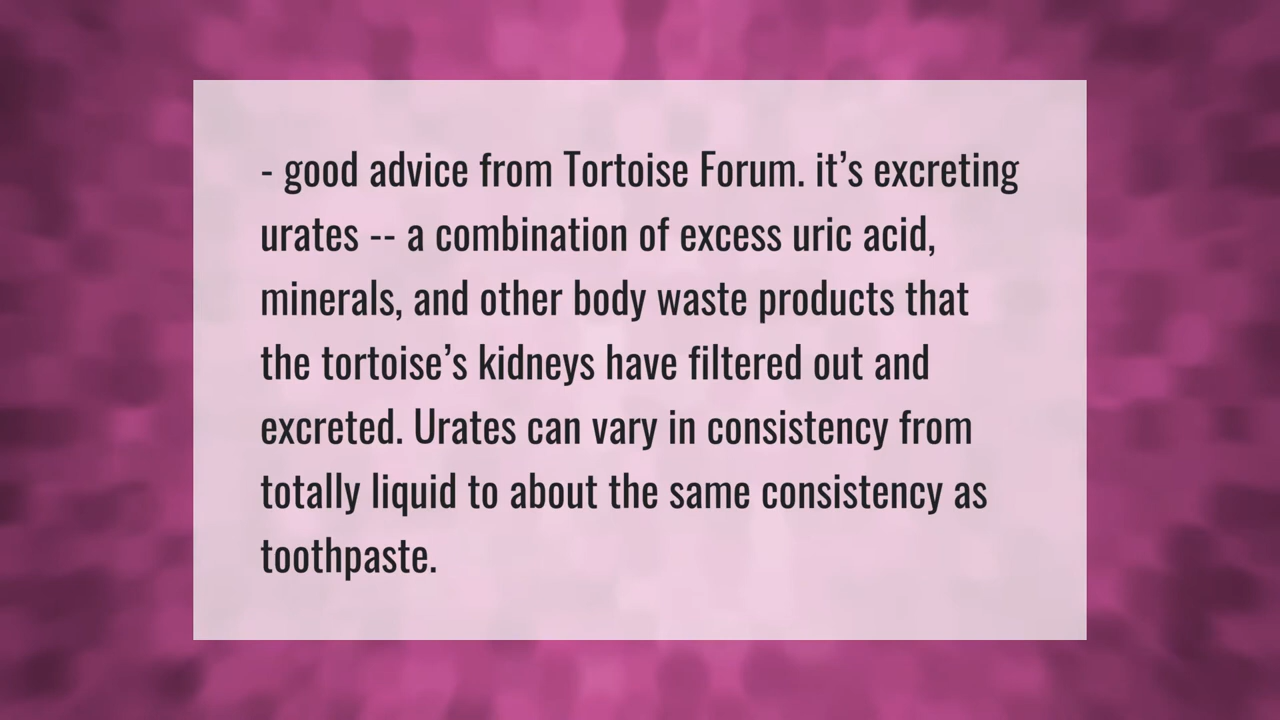 - good advice from Tortoise Forum. it’s excreting
urates -- a combination of excess uric acid,
minerals, and other body waste products that
the tortoise’s kidneys have filtered out and
excreted. Urates can vary in consistency from
totally liquid to about the same consistency as
toothpaste.